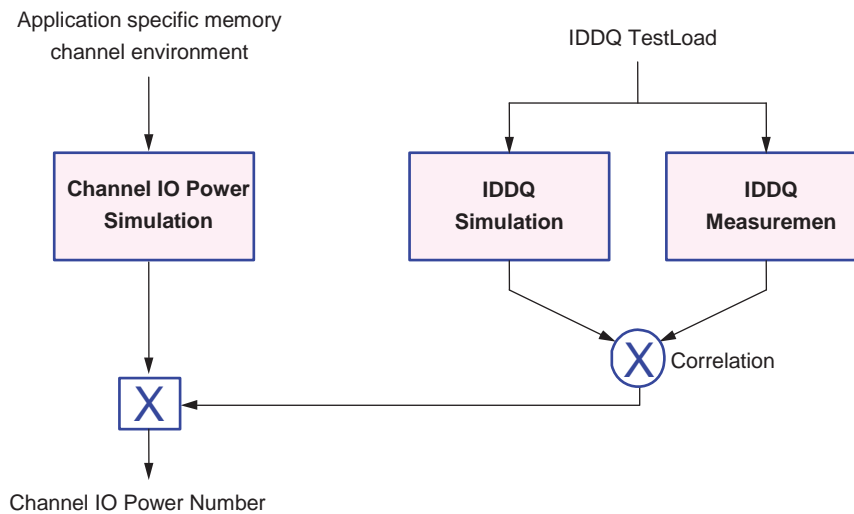 Application specific memory
channel environment
IDDQ TestLoad
Channel IO Power
Simulation
IDDQ
Simulation
IDDQ
Measuremen
X
Correlation
X
Channel IO Power Number